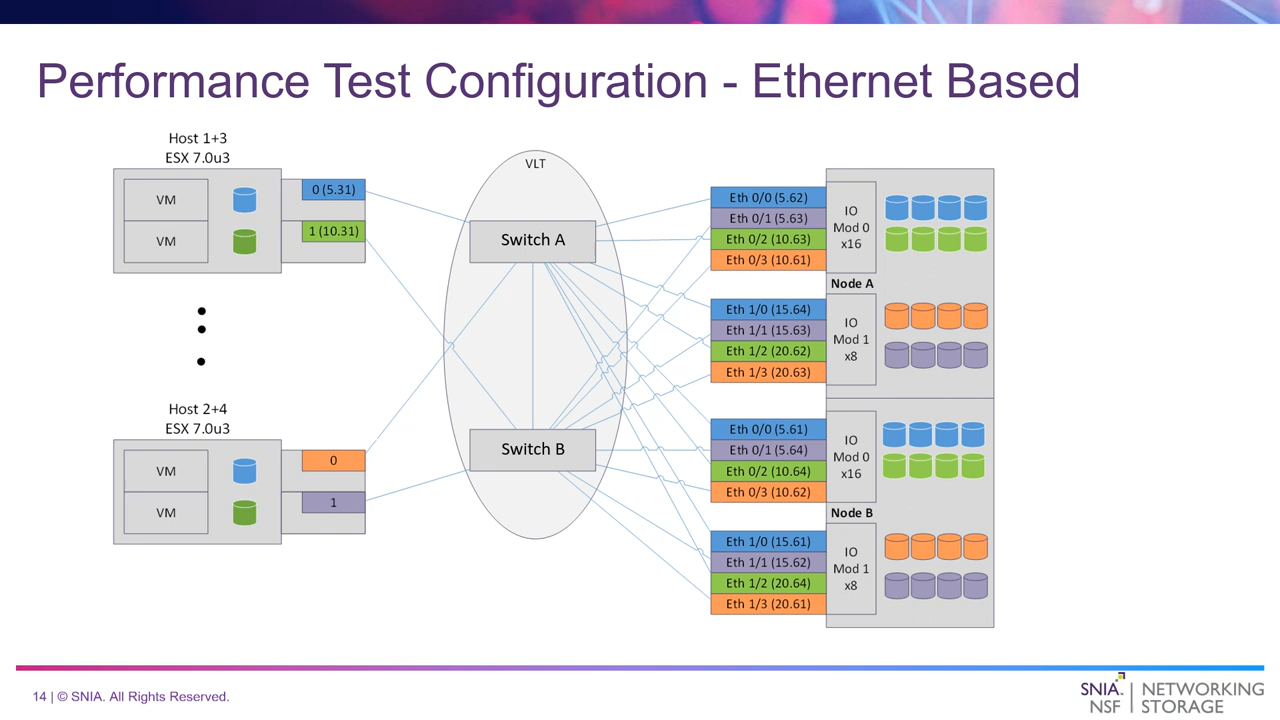 Performance Test Configuration - Ethernet Based
Host 1+3
ESX 7.0u3
VM
VM
0 (5.31)
1 (10.31)
Host 2+4
ESX 7.0u3
VM
VM
0
1
VLT
Switch A
Switch B
Eth 0/0 (5.62)
Eth 0/1 (5.63)
Eth 0/2 (10.63)
Eth 0/3 (10.61)
IO
Mod 0
x16
Node A
Eth 1/0 (15.64)
Eth 1/1 (15.63)
Eth 1/2 (20.62)
Eth 1/3 (20.63)
IO
Mod 1
x8
Eth 0/0 (5.61)
Eth 0/1 (5.64)
Eth 0/2 (10.64)
Eth 0/3 (10.62)
IO
Mod 0
x16
Node B
Eth 1/0 (15.61)
Eth 1/1 (15.62)
Eth 1/2 (20.64)
Eth 1/3 (20.61)
IO
Mod 1
x8
14 | © SNIA. All Rights Reserved.
SNIA. | NETWORKING
NSF | STORAGE